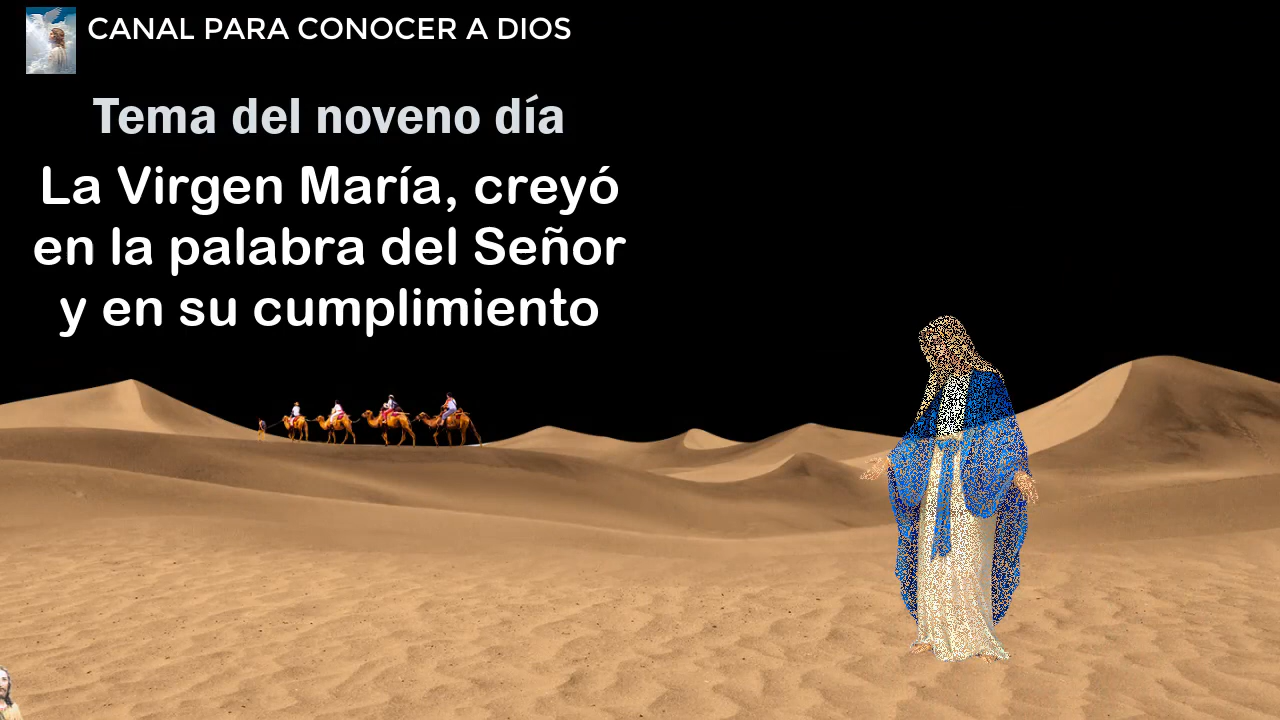 CANAL PARA CONOCER A DIOS
Tema del noveno día
La Virgen María, creyó
en la palabra del Señor
y en su cumplimiento